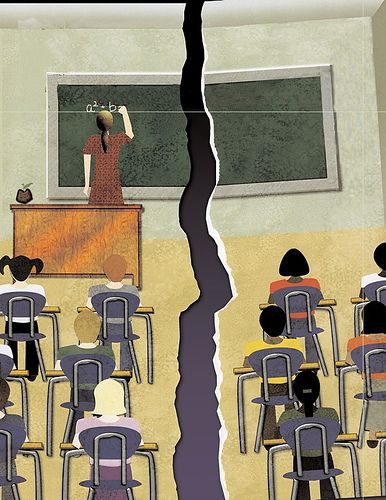 a² - b =